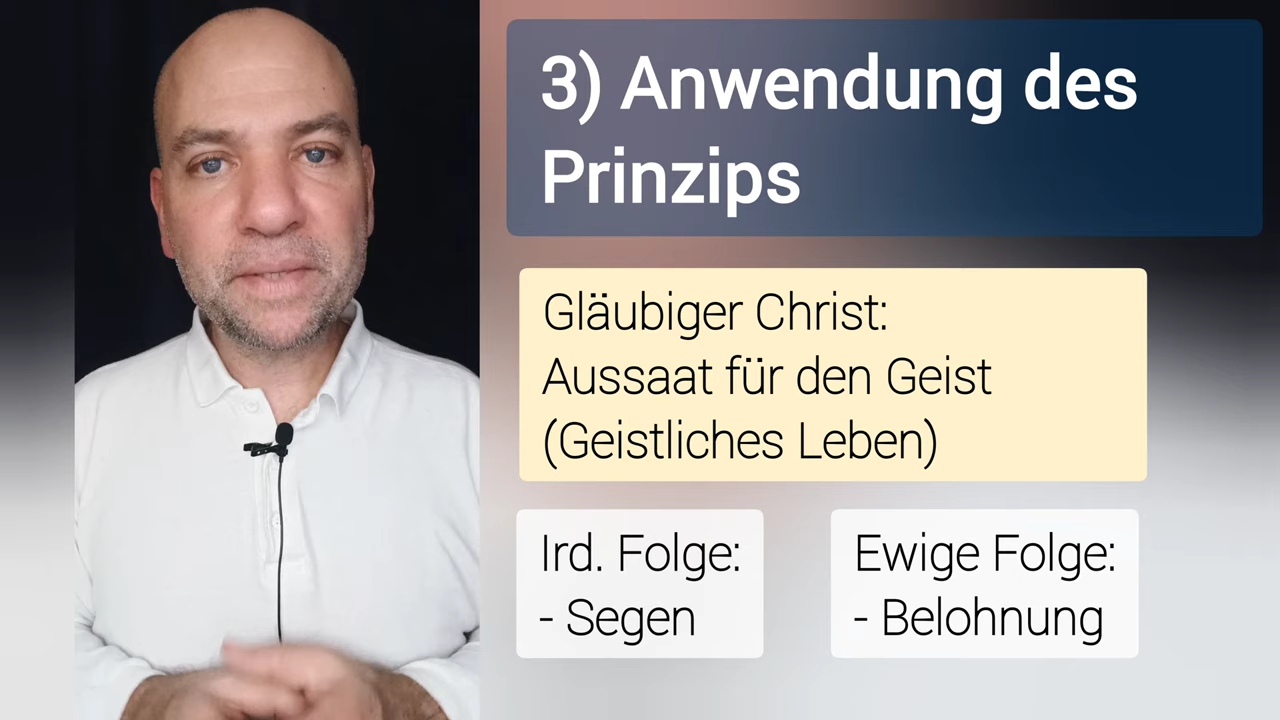 3) Anwendung des
Prinzips
Gläubiger Christ:
Aussaat für den Geist
(Geistliches Leben)
Ird. Folge:
- Segen
Ewige Folge:
- Belohnung